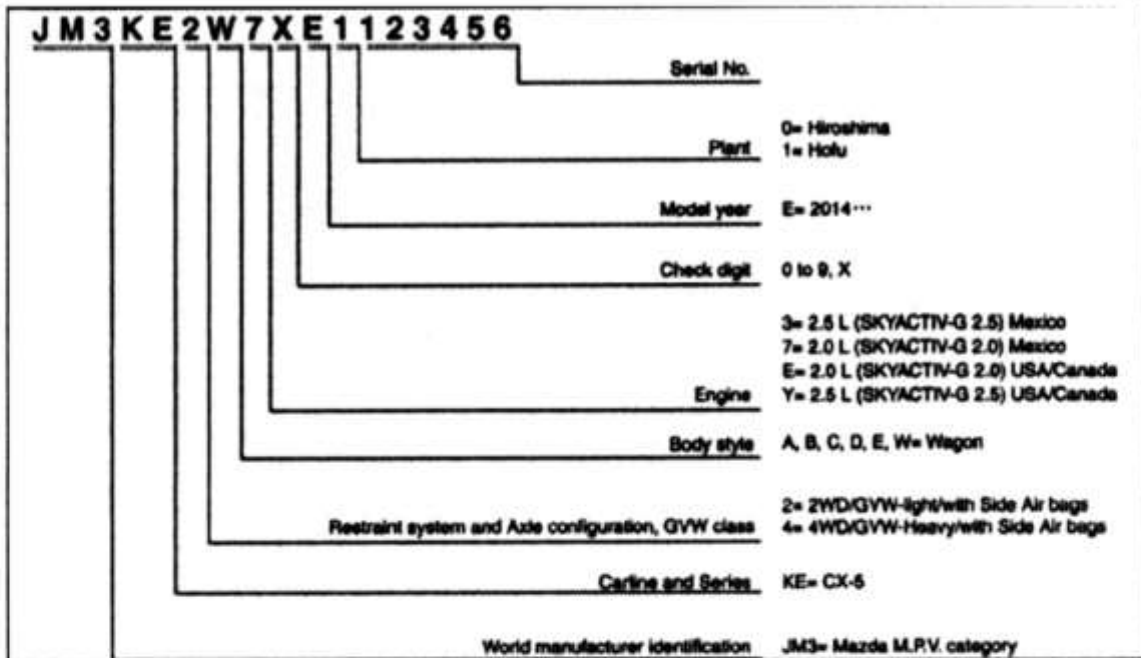 JM3KE2W7XE1123456
Serial No.
0= Hiroshima
Plant 1= Hofu
Model year E= 2014···
Check digit 0 to 9, X
3= 2.5 L (SKYACTIV-G 2.5) Mexico
7= 2.0 L (SKYACTIV-G 2.0) Mexico
E= 2.0 L (SKYACTIV-G 2.0) USA/Canada
Engine Y= 2.5 L (SKYACTIV-G 2.5) USA/Canada
Body style A, B, C, D, E, W= Wagon
2= 2WD/GVW-light/with Side Air bags
Restraint system and Axle configuration, GVW class 4= 4WD/GVW-Heavy/with Side Air bags
Carline and Series KE= CX-5
World manufacturer identification JM3= Mazda M.P.V. category